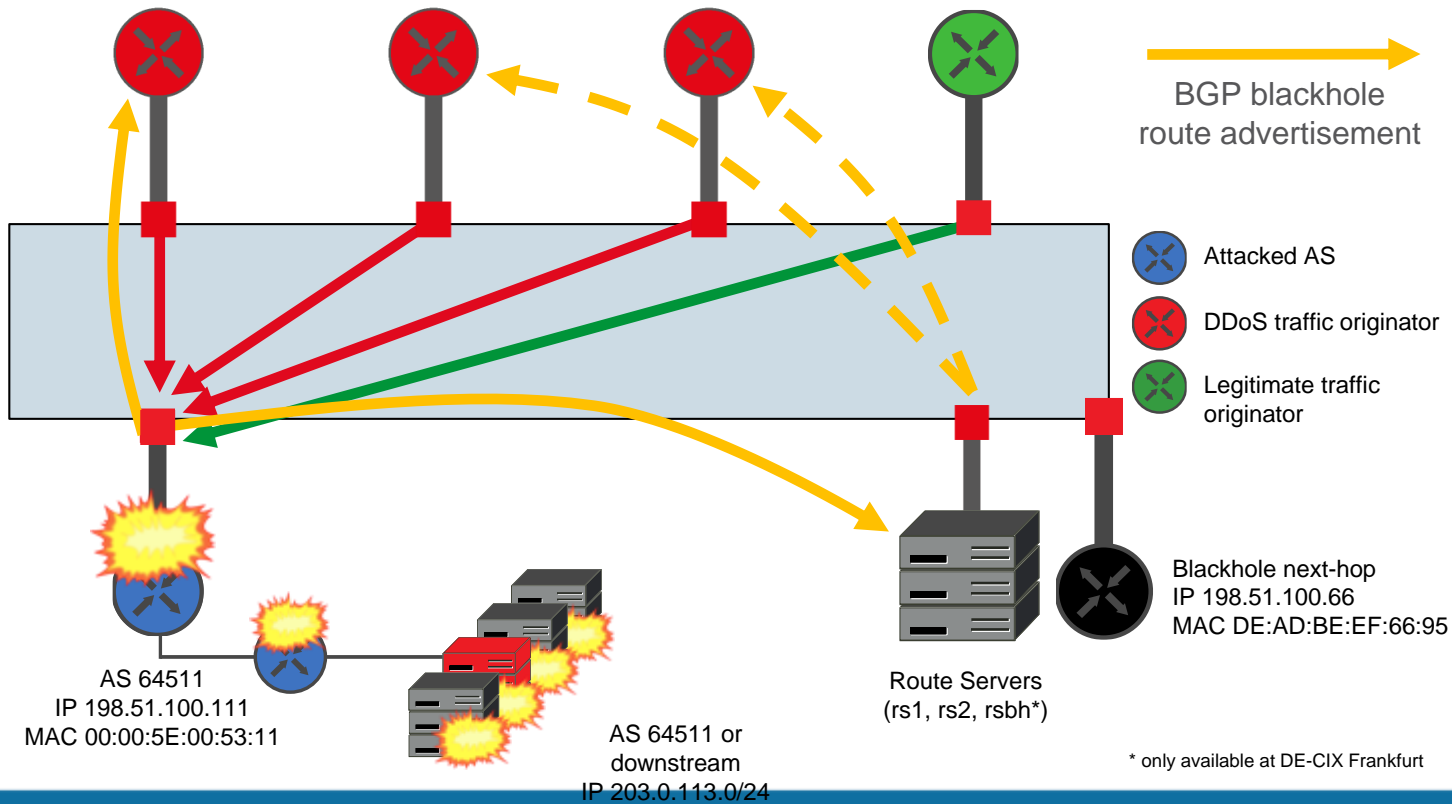 BGP blackhole
route advertisement
Attacked AS
DDoS traffic originator
Legitimate traffic
originator
Blackhole next-hop
IP 198.51.100.66
MAC DE:AD:BE:EF:66:95
AS 64511
IP 198.51.100.111
MAC 00:00:5E:00:53:11
Route Servers
(rs1, rs2, rsbh*)
AS 64511 or
downstream
IP 203.0.113.0/24
* only available at DE-CIX Frankfurt